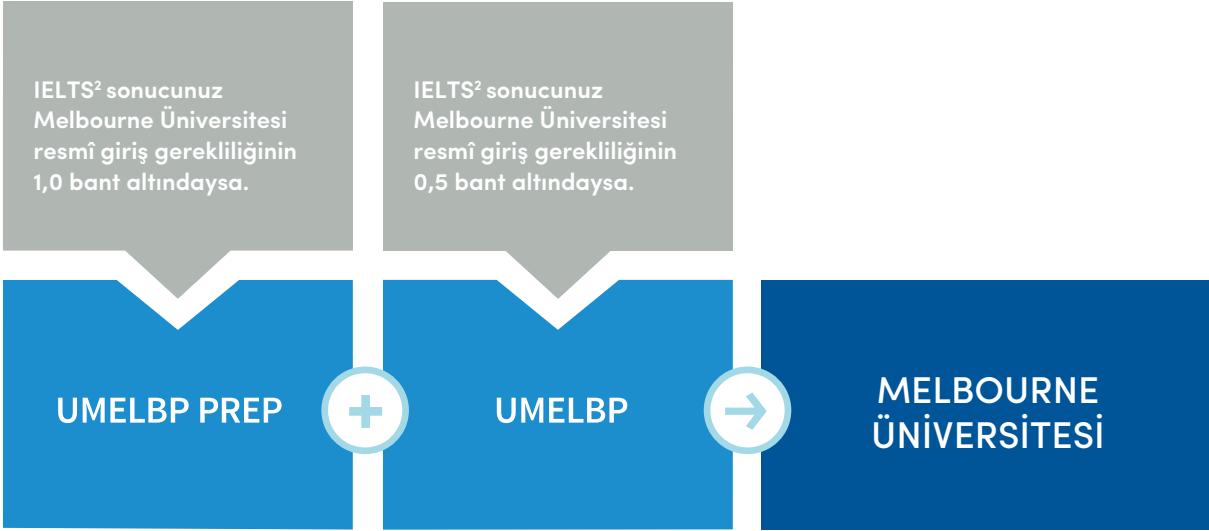 IELTS² sonucunuz
Melbourne Üniversitesi
resmî giriş gerekliliğinin
1,0 bant altındaysa.
IELTS² sonucunuz
Melbourne Üniversitesi
resmî giriş gerekliliğinin
0,5 bant altındaysa.
UMELBP PREP
+
UMELBP
→
MELBOURNE
ÜNİVERSİTESİ